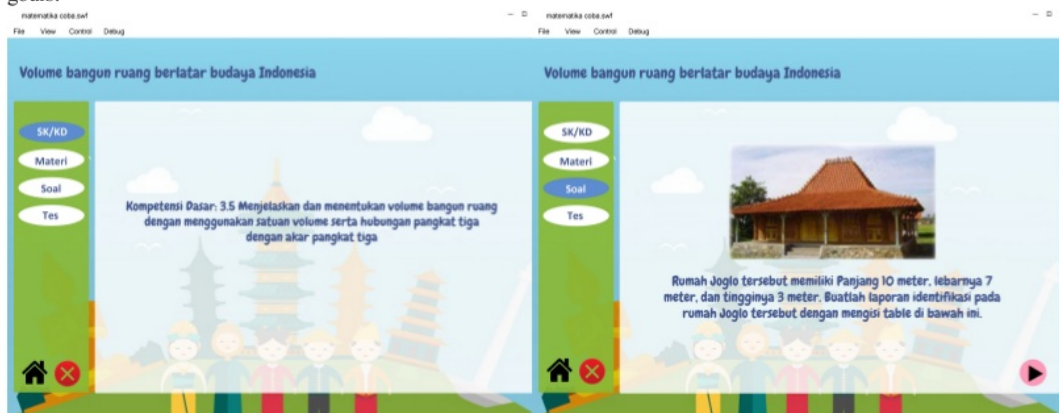 goals.
matematika coba.swf
File View Control Debug
Volume bangun ruang berlatar budaya Indonesia
SK/KD
Materi
Soal
Tes
Kompetensi Dasar: 3.5 Menjelaskan dan menentukan volume bangun ruang
dengan menggunakan satuan volume serta hubungan pangkat tiga
dengan akar pangkat tiga
matematika coba.swf
File View Control Debug
Volume bangun ruang berlatar budaya Indonesia
SK/KD
Materi
Soal
Tes
Rumah Joglo tersebut memiliki Panjang 10 meter, lebarnya 7
meter, dan tingginya 3 meter. Buatlah laporan identifikasi pada
rumah Joglo tersebut dengan mengisi table di bawah ini.